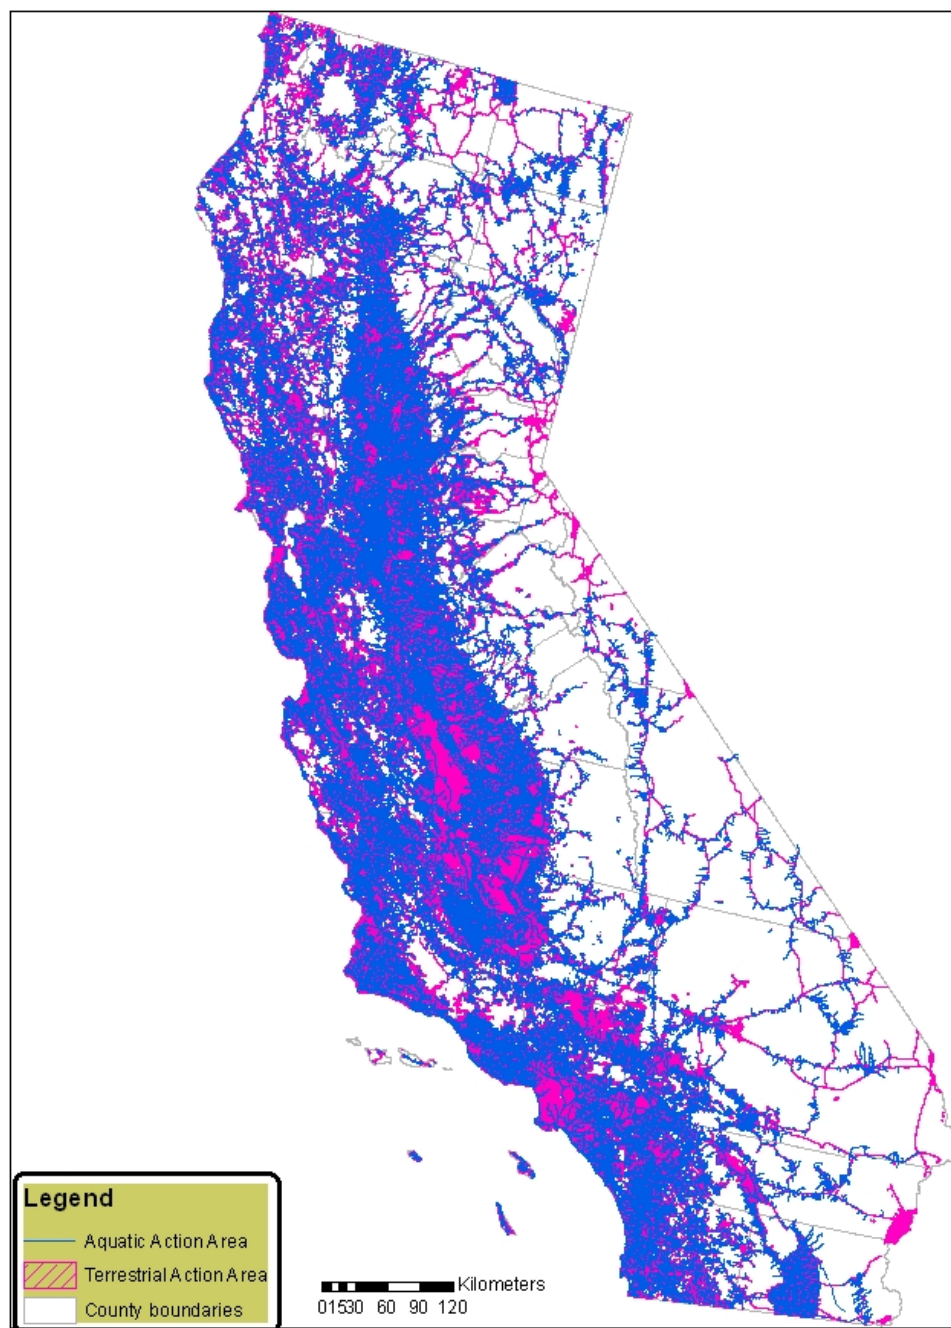 Legend
Aquatic Action Area
Terrestrial Action Area
County boundaries
Kilometers
01530 60 90 120